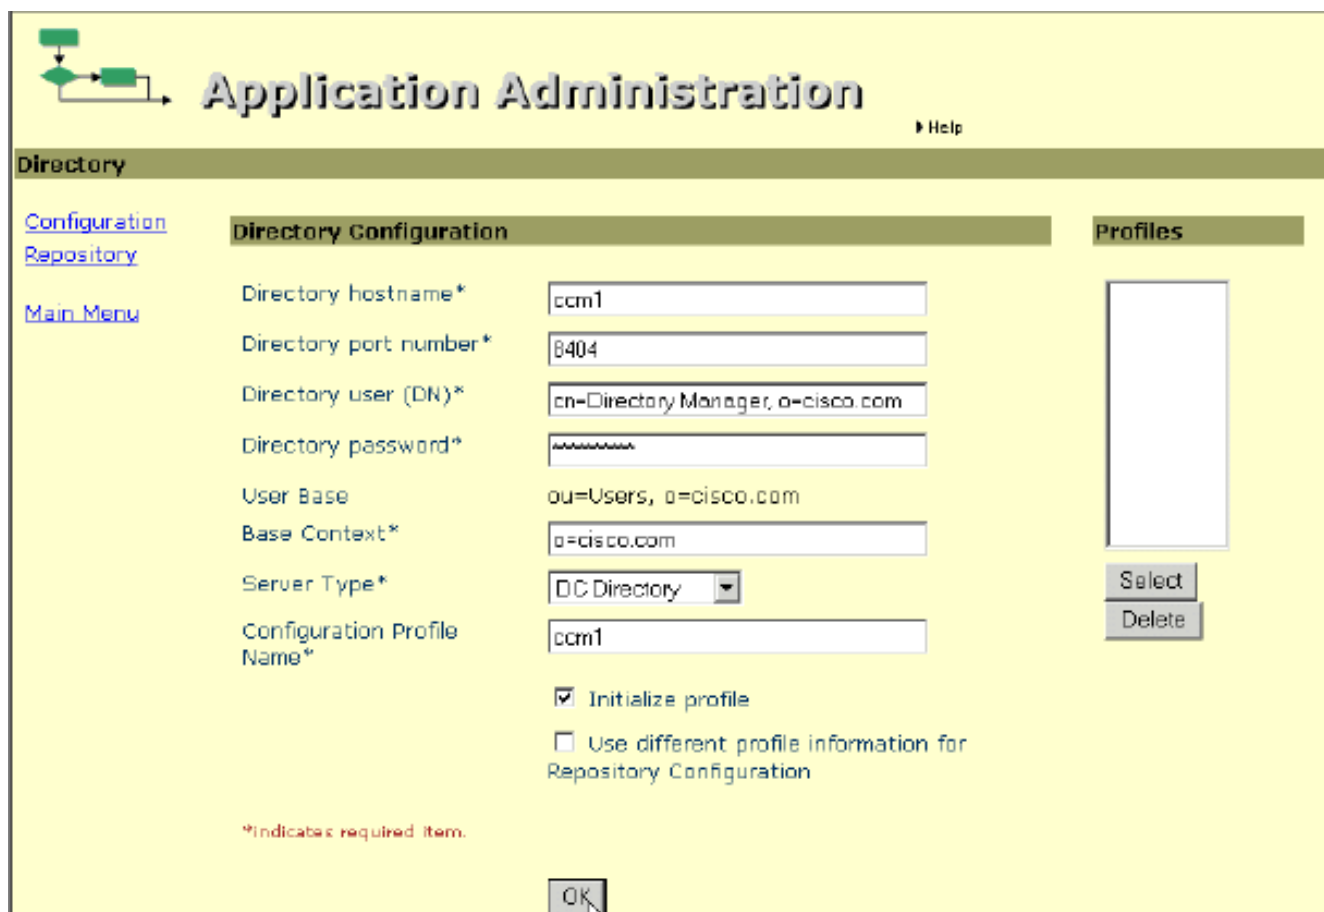 Application Administration
Help
Directory
Configuration
Repository
Main Menu
Directory Configuration
Directory hostname*
ccm1
Directory port number*
8404
Directory user (DN)*
cn=Directory Manager, o=cisco.com
Directory password*
**********
User Base
ou=Users, o=cisco.com
Base Context*
o=cisco.com
Server Type*
DC Directory
Configuration Profile
Name*
ccm1
Initialize profile
Use different profile information for
Repository Configuration
*indicates required item.
OK
Profiles
Select
Delete